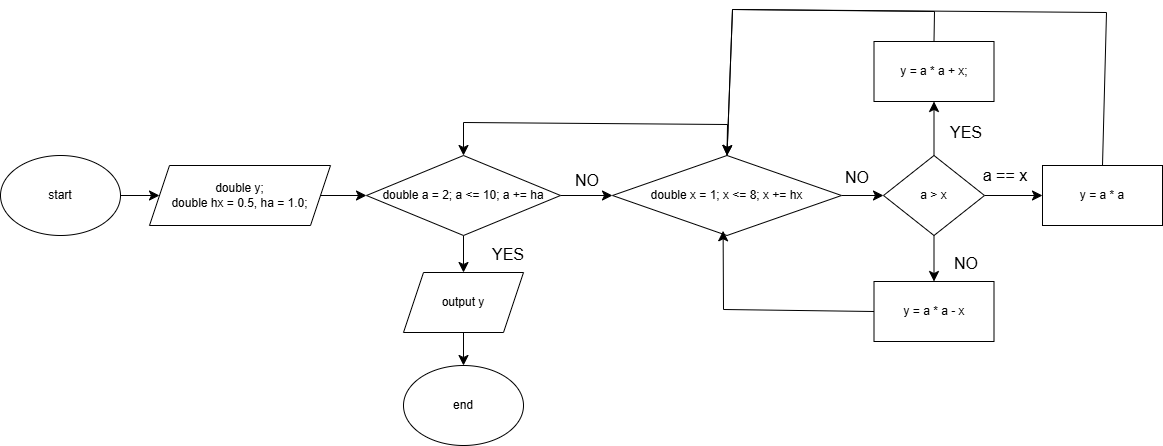 start
double y;
double hx = 0.5, ha = 1.0;
double a = 2; a <= 10; a += ha
NO
double x = 1; x <= 8; x += hx
NO
a > x
a == x
y = a * a
YES
y = a * a + x;
NO
y = a * a - x
YES
output y
end